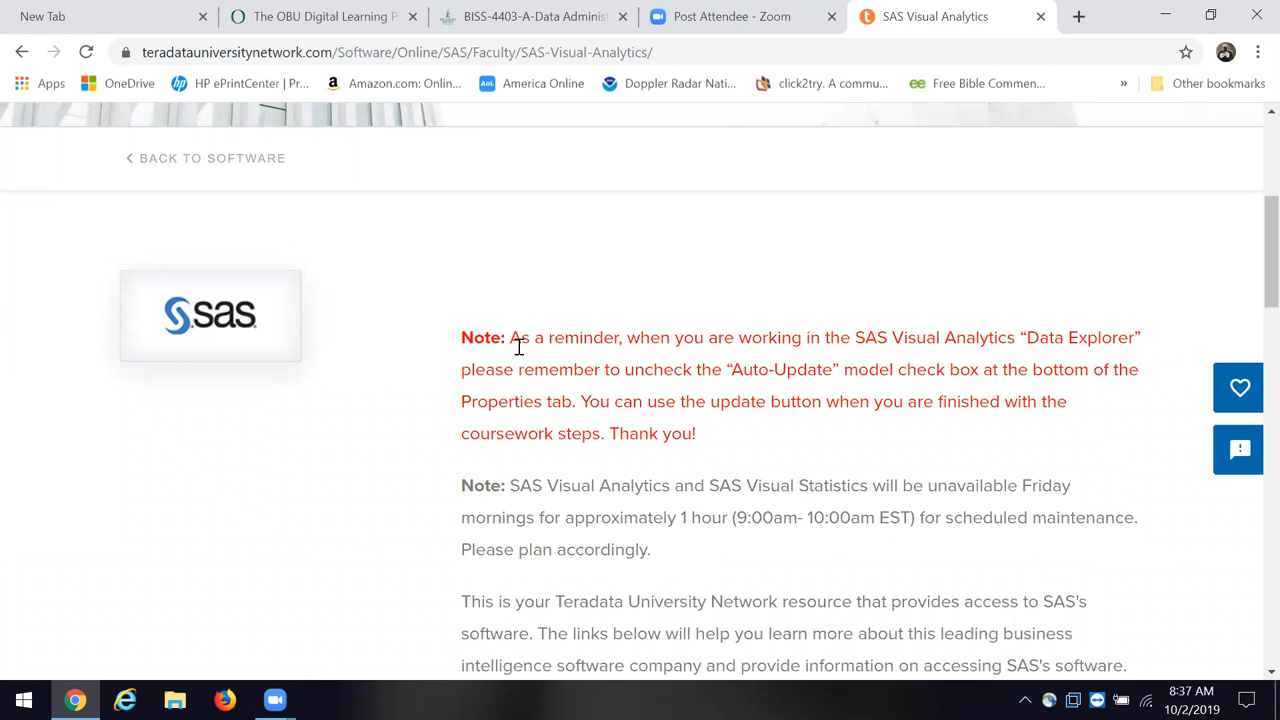 New Tab
The OBU Digital Learning P
BISS-4403-A-Data Administ
Post Attendee - Zoom
SAS Visual Analytics
teradatauniversitynetwork.com/Software/Online/SAS/Faculty/SAS-Visual-Analytics/
Apps
OneDrive
HP ePrintCenter | Pr...
Amazon.com: Onlin...
Aol.
America Online
Doppler Radar Nati...
click2try. A commu...
Free Bible Commen...
»
Other bookmarks
BACK TO SOFTWARE
sas
Note: As a reminder, when you are working in the SAS Visual Analytics “Data Explorer”
please remember to uncheck the “Auto-Update” model check box at the bottom of the
Properties tab. You can use the update button when you are finished with the
coursework steps. Thank you!
Note: SAS Visual Analytics and SAS Visual Statistics will be unavailable Friday
mornings for approximately 1 hour (9:00am- 10:00am EST) for scheduled maintenance.
Please plan accordingly.
This is your Teradata University Network resource that provides access to SAS's
software. The links below will help you learn more about this leading business
intelligence software company and provide information on accessing SAS's software.
8:37 AM
10/2/2019